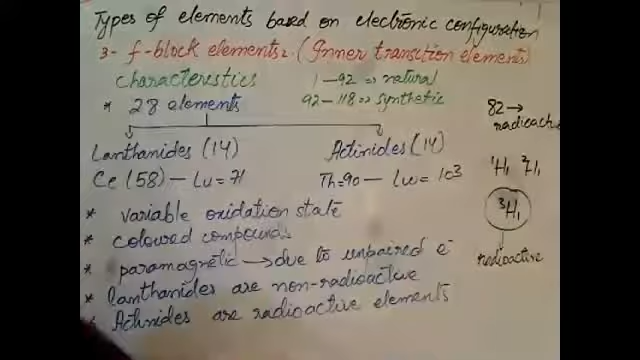 Types of elements based on electronic configuration
3- f-block elements: (Inner transition elements)
characteristics
1-92 => natural
92-118 => synthetic
* 28 elements
Lanthanides (14)
Actinides (14)
Ce (58) - Lu = 71
Th=90 - Lw = 103
* variable oxidation state
* coloured compounds
* paramagnetic → due to unpaired e⁻
* lanthanides are non-radioactive
* Actinides are radioactive elements
82 →
radioactive
¹H₁ ²H₁
³H₁
radioactive